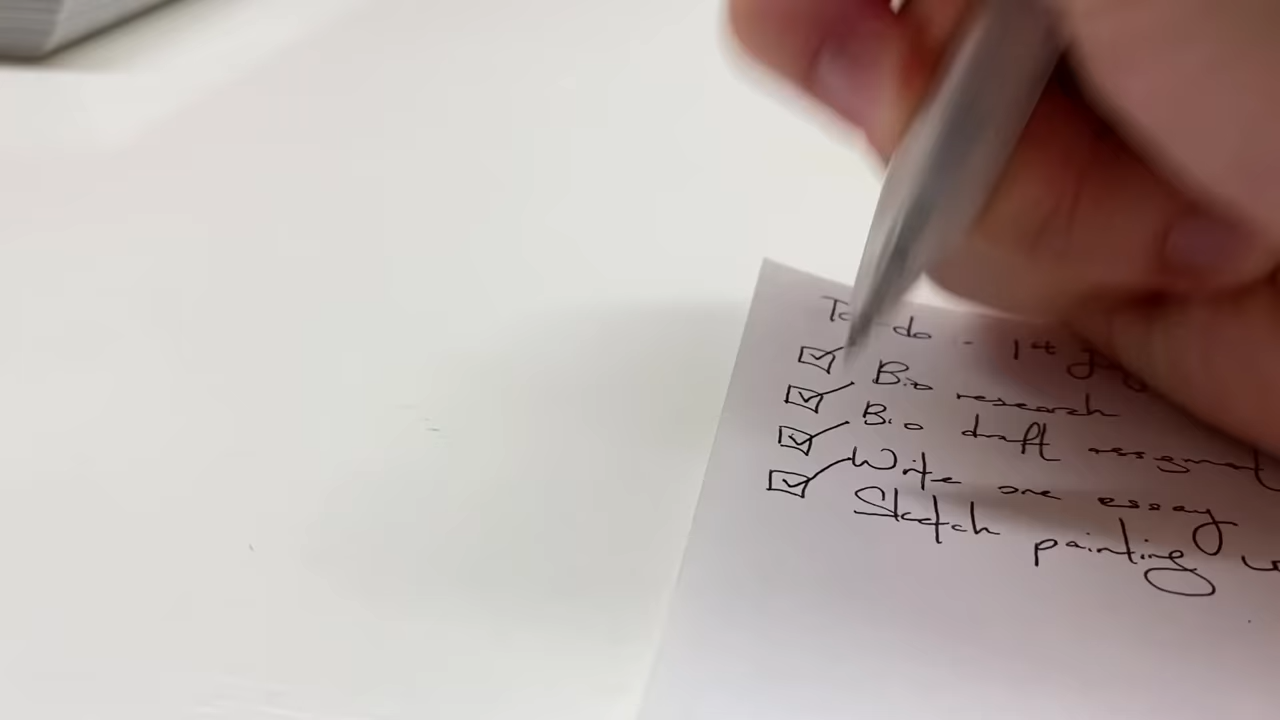 To-do - 1st
Bio research
Bio draft
Write one essay
Sketch painting